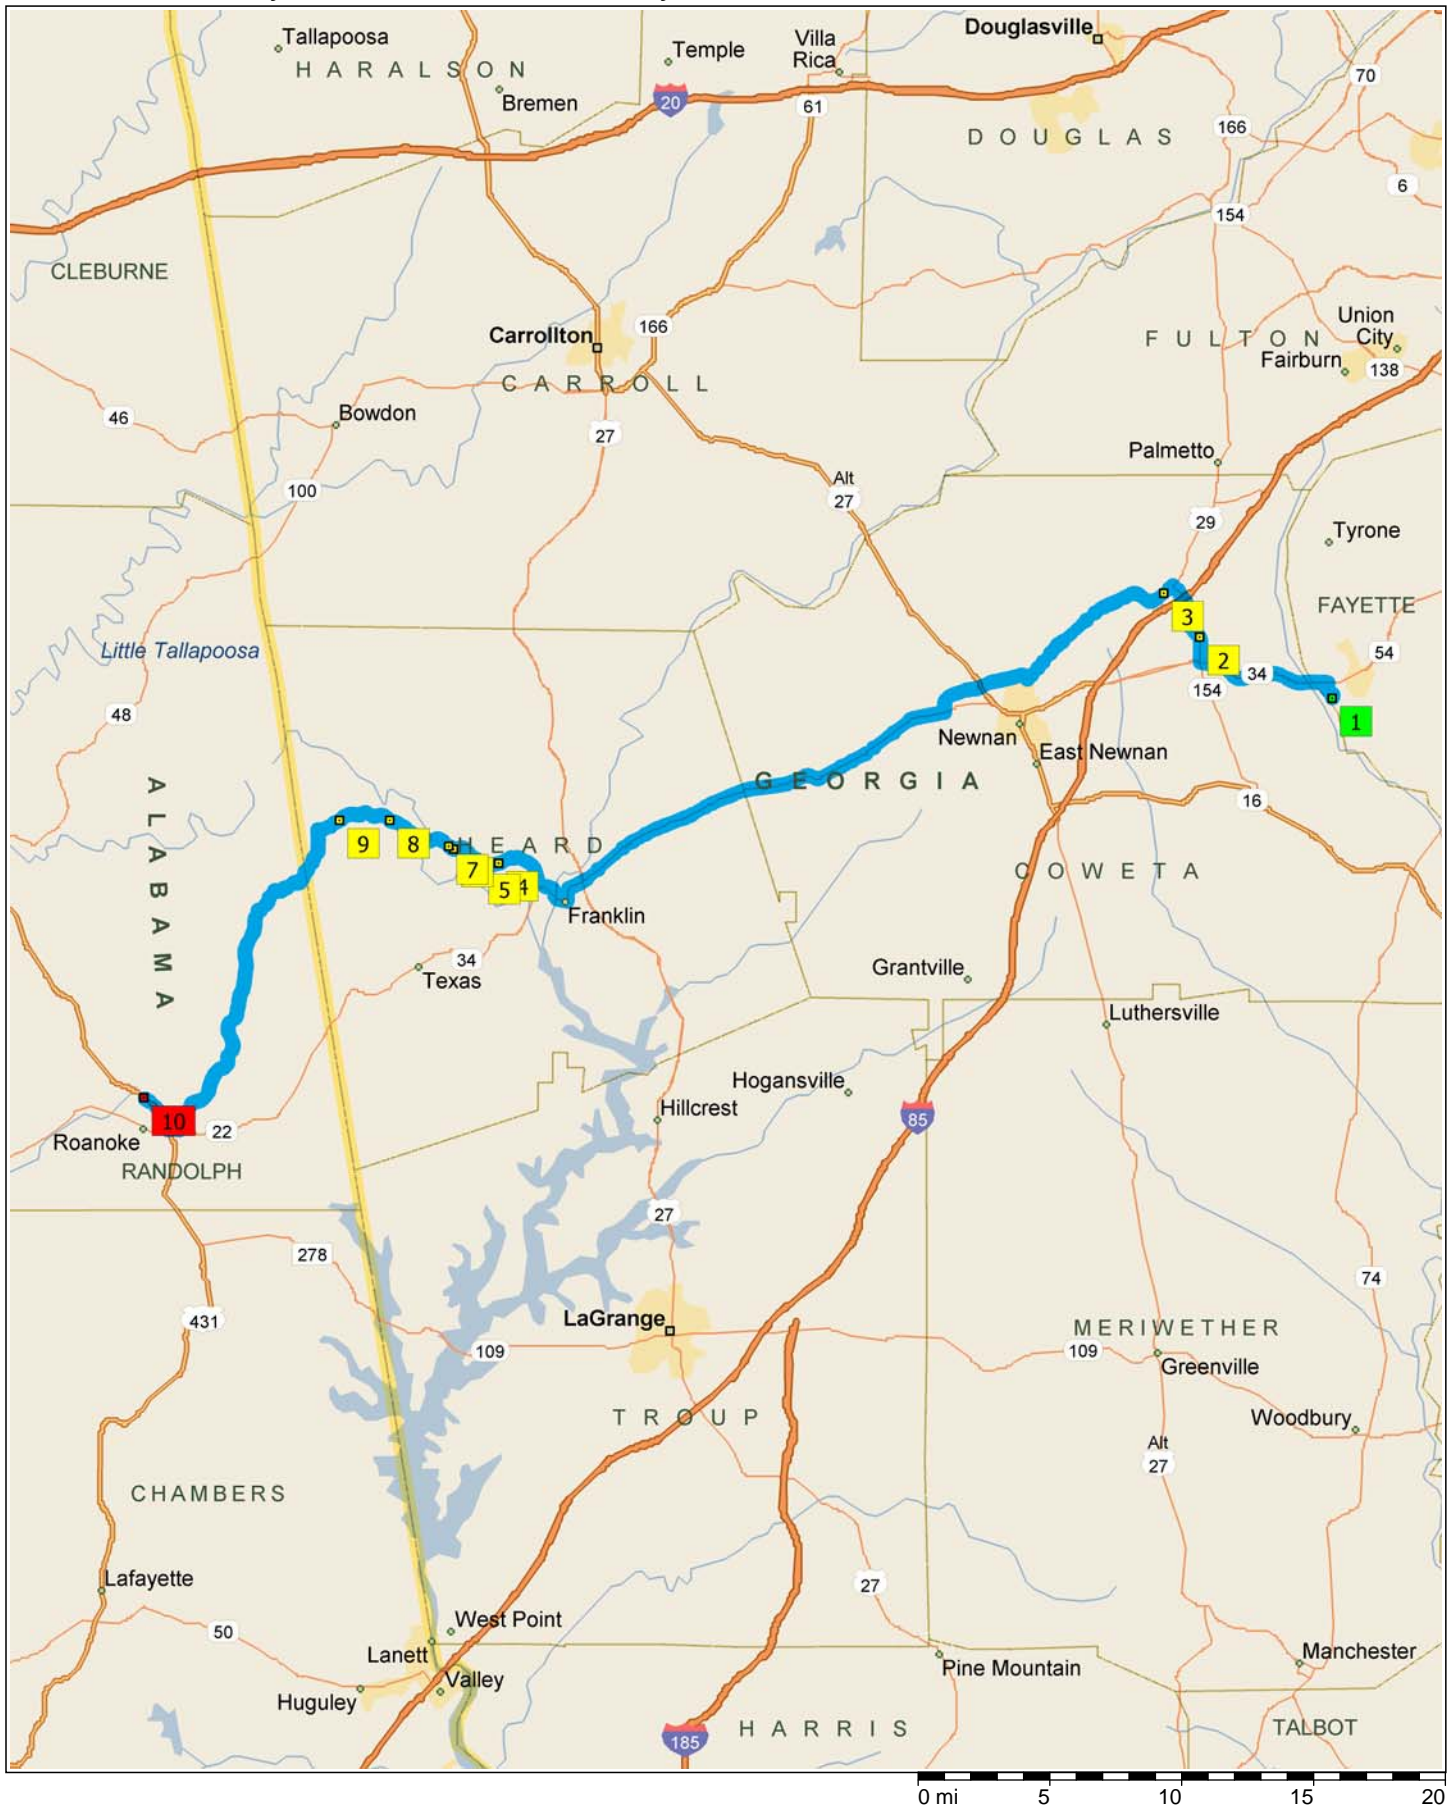 Tallapoosa
HARALSON
Bremen
Temple
Villa
Rica
Douglasville
20
61
70
166
DOUGLAS
6
154
CLEBURNE
Carrollton
166
CARROLL
Union
City
FULTON
Fairburn
138
46
Bowdon
27
Palmetto
100
Alt
27
29
Tyrone
FAYETTE
3
Little Tallapoosa
2
34
54
154
1
48
Newnan
East Newnan
ALABAMA
GEORGIA
16
9
8
HEARD
7
5
4
COWETA
Franklin
34
Texas
Grantville
Luthersville
Hogansville
Hillcrest
85
10
22
Roanoke
RANDOLPH
27
278
74
431
LaGrange
109
MERIWETHER
109
Greenville
TROUP
Woodbury
Alt
27
CHAMBERS
Lafayette
27
50
West Point
Lanett
Manchester
Pine Mountain
Valley
Huguley
HARRIS
TALBOT
185
0 mi 5 10 15 20